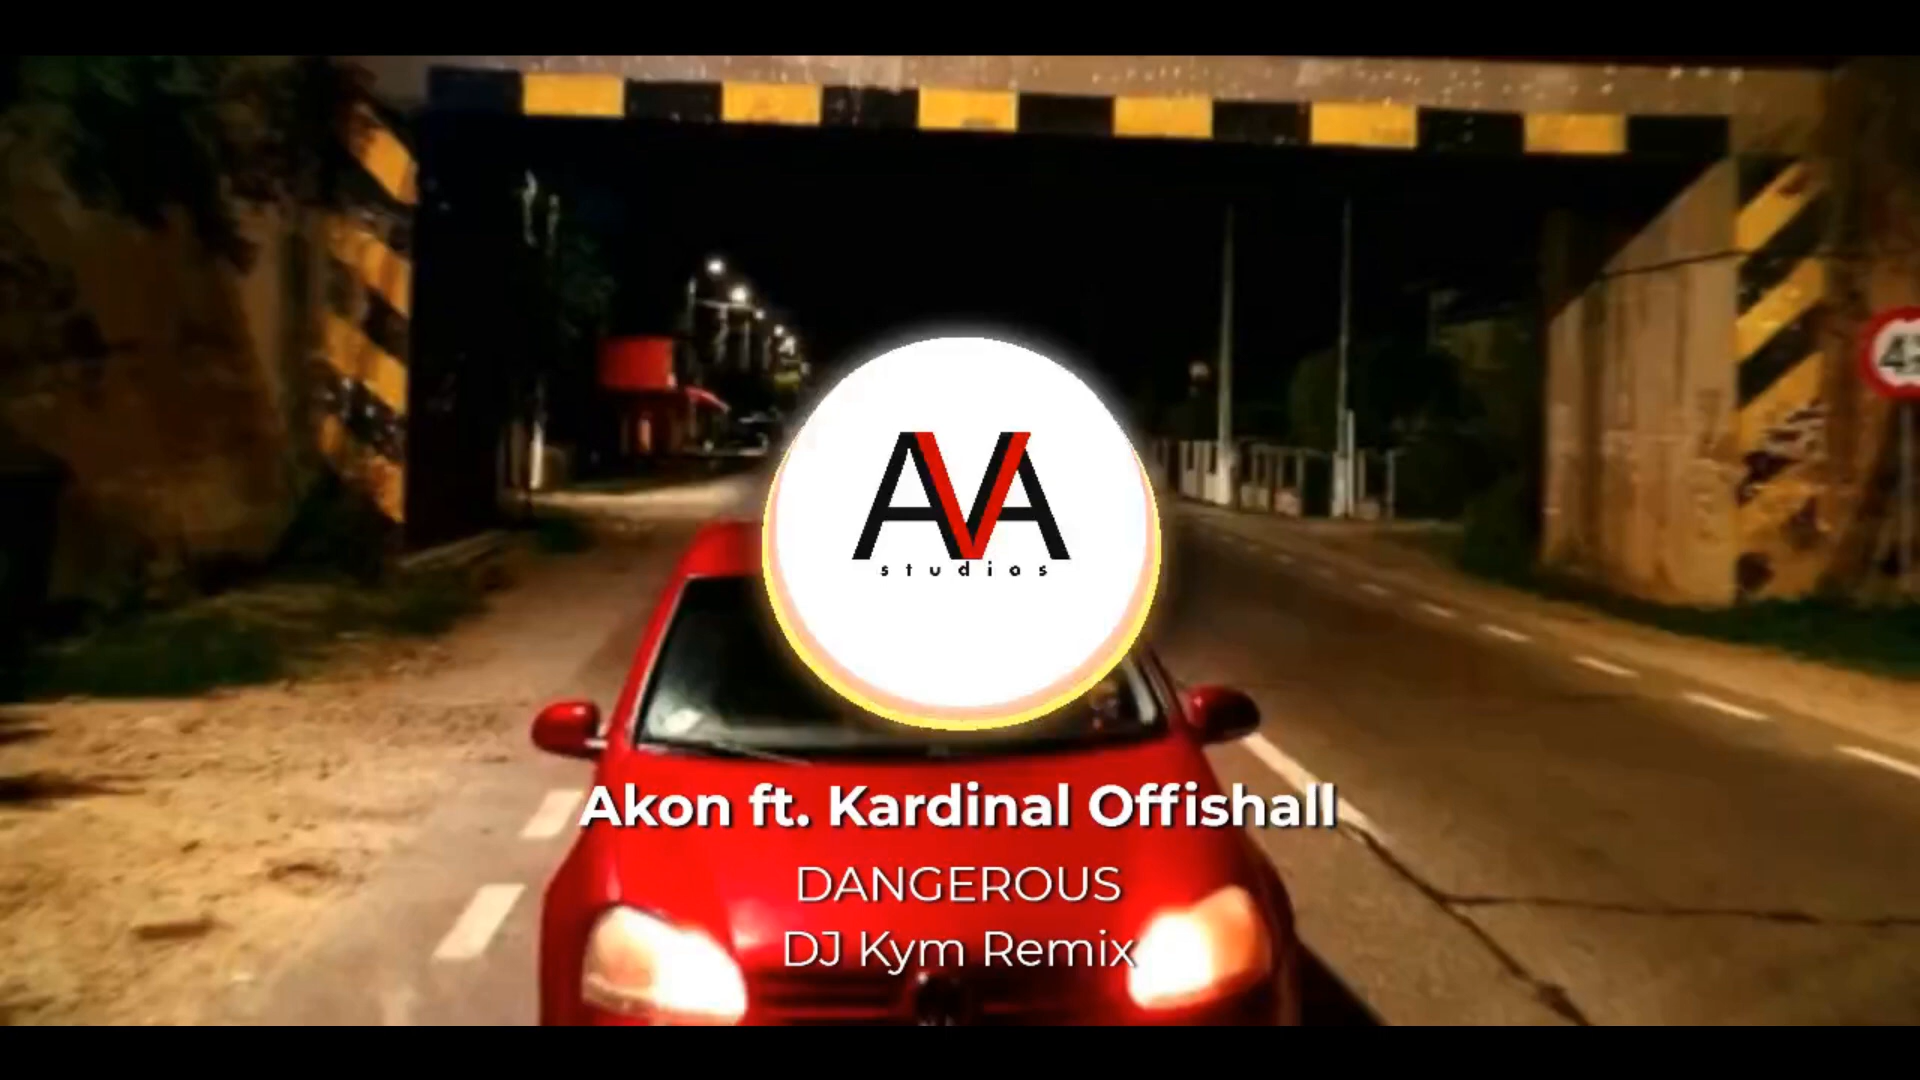 AVA
studios
Akon ft. Kardinal Offishall
DANGEROUS
DJ Kym Remix